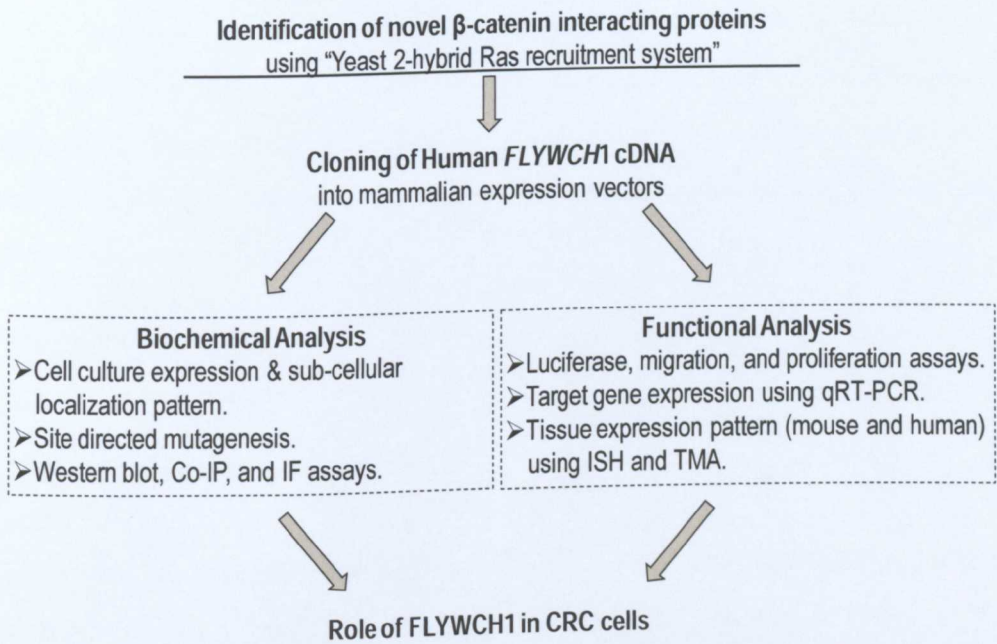 Identification of novel β-catenin interacting proteins
using “Yeast 2-hybrid Ras recruitment system”
Cloning of Human FLYWCH1 cDNA
into mammalian expression vectors
Biochemical Analysis
➢Cell culture expression & sub-cellular
localization pattern.
➢Site directed mutagenesis.
➢Western blot, Co-IP, and IF assays.
Functional Analysis
➢Luciferase, migration, and proliferation assays.
➢Target gene expression using qRT-PCR.
➢Tissue expression pattern (mouse and human)
using ISH and TMA.
Role of FLYWCH1 in CRC cells